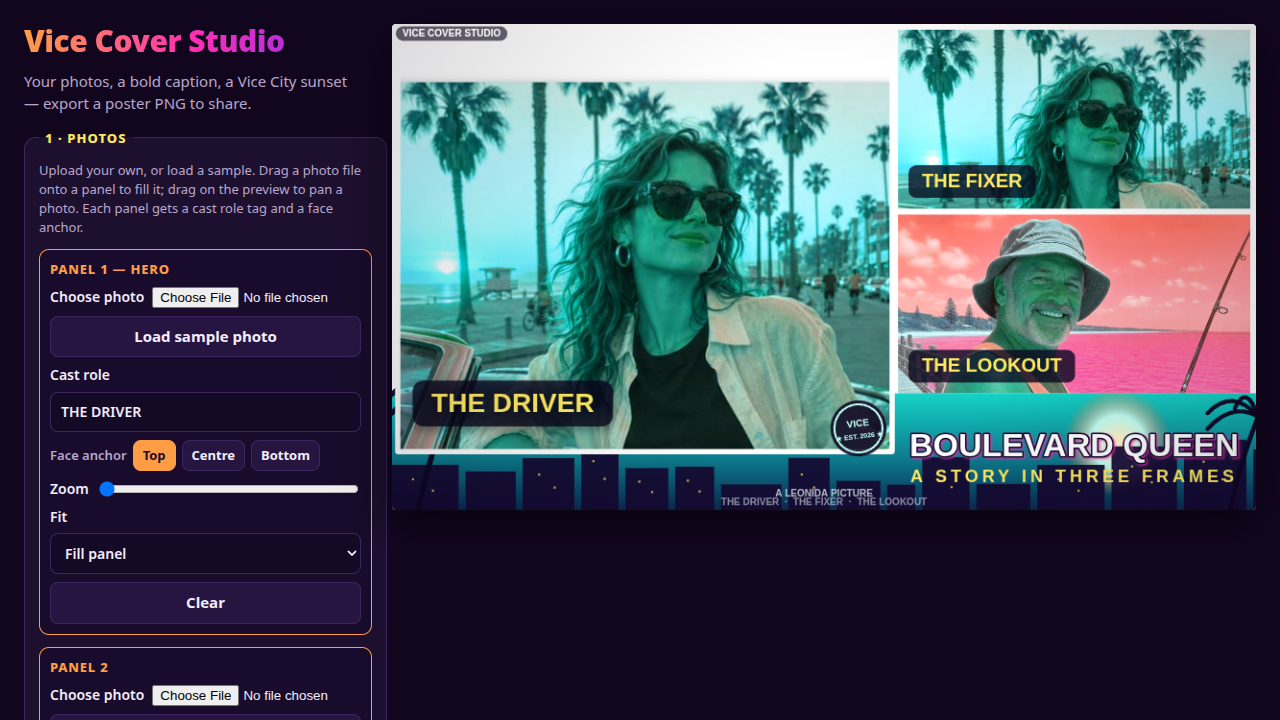 Vice Cover Studio
Your photos, a bold caption, a Vice City sunset
— export a poster PNG to share.
1 · PHOTOS
Upload your own, or load a sample. Drag a photo file
onto a panel to fill it; drag on the preview to pan a
photo. Each panel gets a cast role tag and a face
anchor.
PANEL 1 — HERO
Choose photo Choose File No file chosen
Load sample photo
Cast role
THE DRIVER
Face anchor Top Centre Bottom
Zoom
Fit
Fill panel
Clear
PANEL 2
Choose photo Choose File No file chosen
VICE COVER STUDIO
THE DRIVER
VICE
★ EST. 2026 ★
THE FIXER
THE LOOKOUT
BOULEVARD QUEEN
A STORY IN THREE FRAMES
A LEONIDA PICTURE
THE DRIVER · THE FIXER · THE LOOKOUT